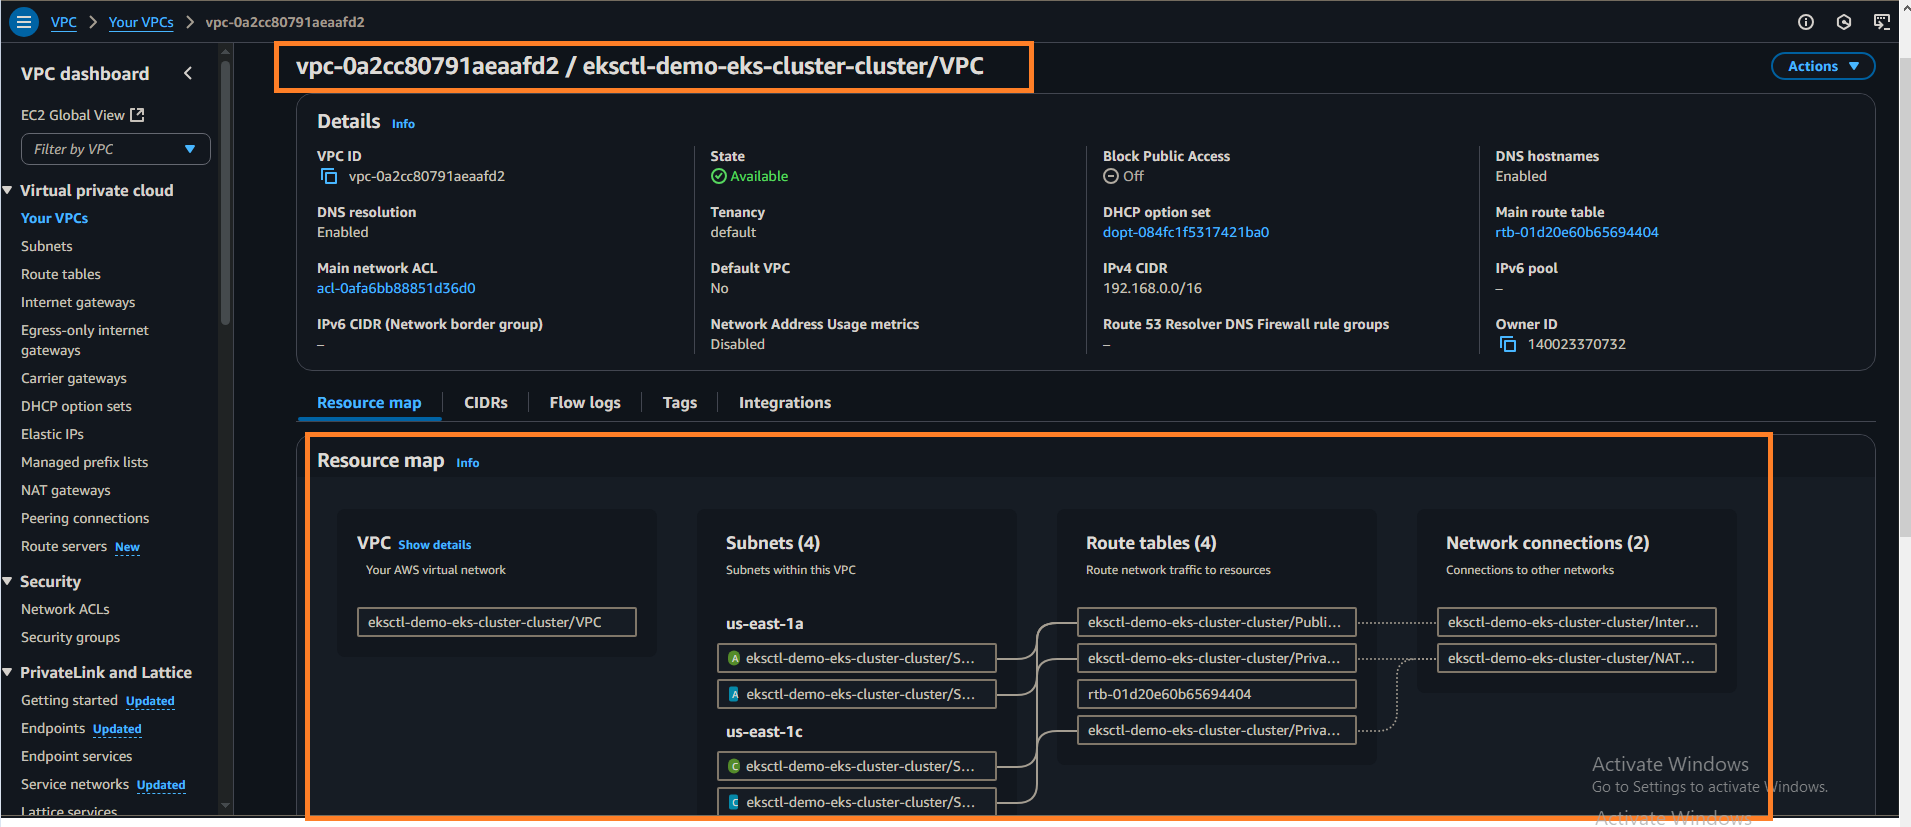 VPC > Your VPCs > vpc-0a2cc80791aeaafd2
VPC dashboard
EC2 Global View
Filter by VPC
Virtual private cloud
Your VPCs
Subnets
Route tables
Internet gateways
Egress-only internet
gateways
Carrier gateways
DHCP option sets
Elastic IPs
Managed prefix lists
NAT gateways
Peering connections
Route servers New
Security
Network ACLs
Security groups
PrivateLink and Lattice
Getting started Updated
Endpoints Updated
Endpoint services
Service networks Updated
Lattice services
vpc-0a2cc80791aeaafd2 / eksctl-demo-eks-cluster-cluster/VPC
Actions
Details Info
VPC ID
vpc-0a2cc80791aeaafd2
State
Available
Block Public Access
Off
DNS hostnames
Enabled
DNS resolution
Enabled
Tenancy
default
DHCP option set
dopt-084fc1f5317421ba0
Main route table
rtb-01d20e60b65694404
Main network ACL
acl-0afa6bb88851d36d0
Default VPC
No
IPv4 CIDR
192.168.0.0/16
IPv6 pool
–
IPv6 CIDR (Network border group)
–
Network Address Usage metrics
Disabled
Route 53 Resolver DNS Firewall rule groups
–
Owner ID
140023370732
Resource map CIDRs Flow logs Tags Integrations
Resource map Info
VPC Show details
Your AWS virtual network
eksctl-demo-eks-cluster-cluster/VPC
Subnets (4)
Subnets within this VPC
us-east-1a
A eksctl-demo-eks-cluster-cluster/S...
A eksctl-demo-eks-cluster-cluster/S...
us-east-1c
C eksctl-demo-eks-cluster-cluster/S...
C eksctl-demo-eks-cluster-cluster/S...
Route tables (4)
Route network traffic to resources
eksctl-demo-eks-cluster-cluster/Publi...
eksctl-demo-eks-cluster-cluster/Priva...
rtb-01d20e60b65694404
eksctl-demo-eks-cluster-cluster/Priva...
Network connections (2)
Connections to other networks
eksctl-demo-eks-cluster-cluster/Inter...
eksctl-demo-eks-cluster-cluster/NAT...
Activate Windows
Go to Settings to activate Windows.
Activate Windows